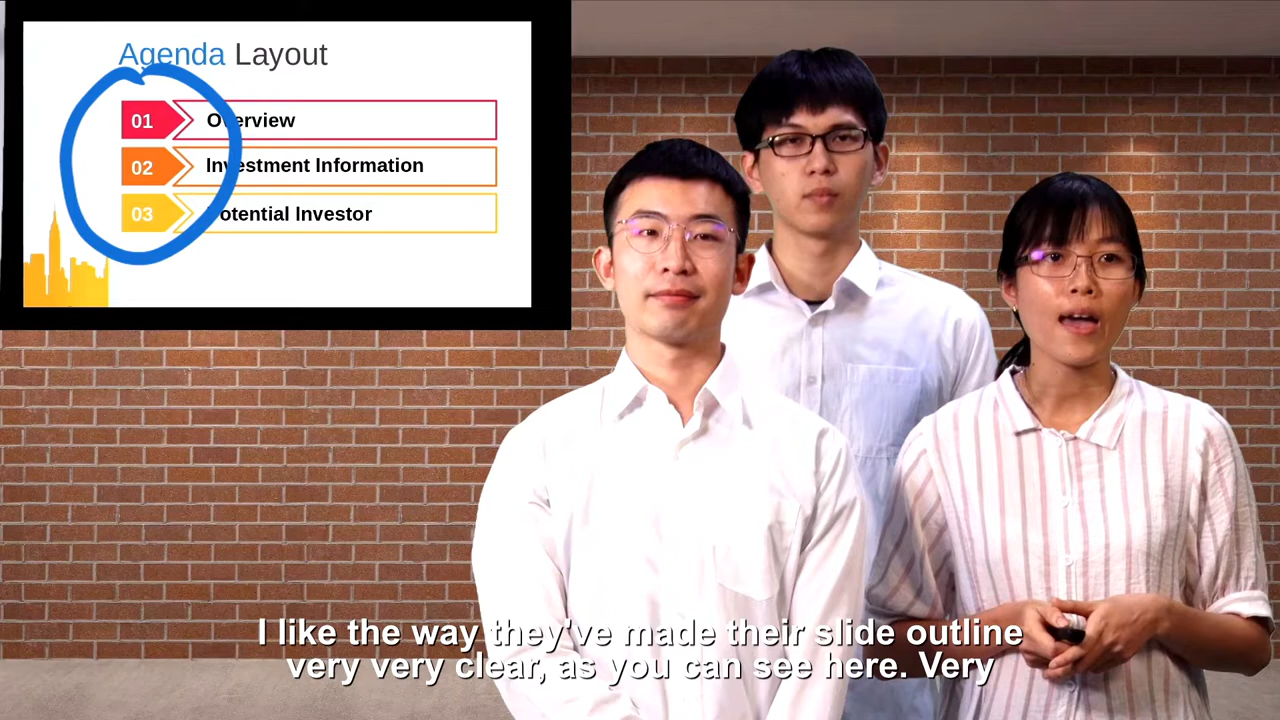 Agenda Layout
01 Overview
02 Investment Information
03 Potential Investor
I like the way they've made their slide outline
very very clear, as you can see here. Very